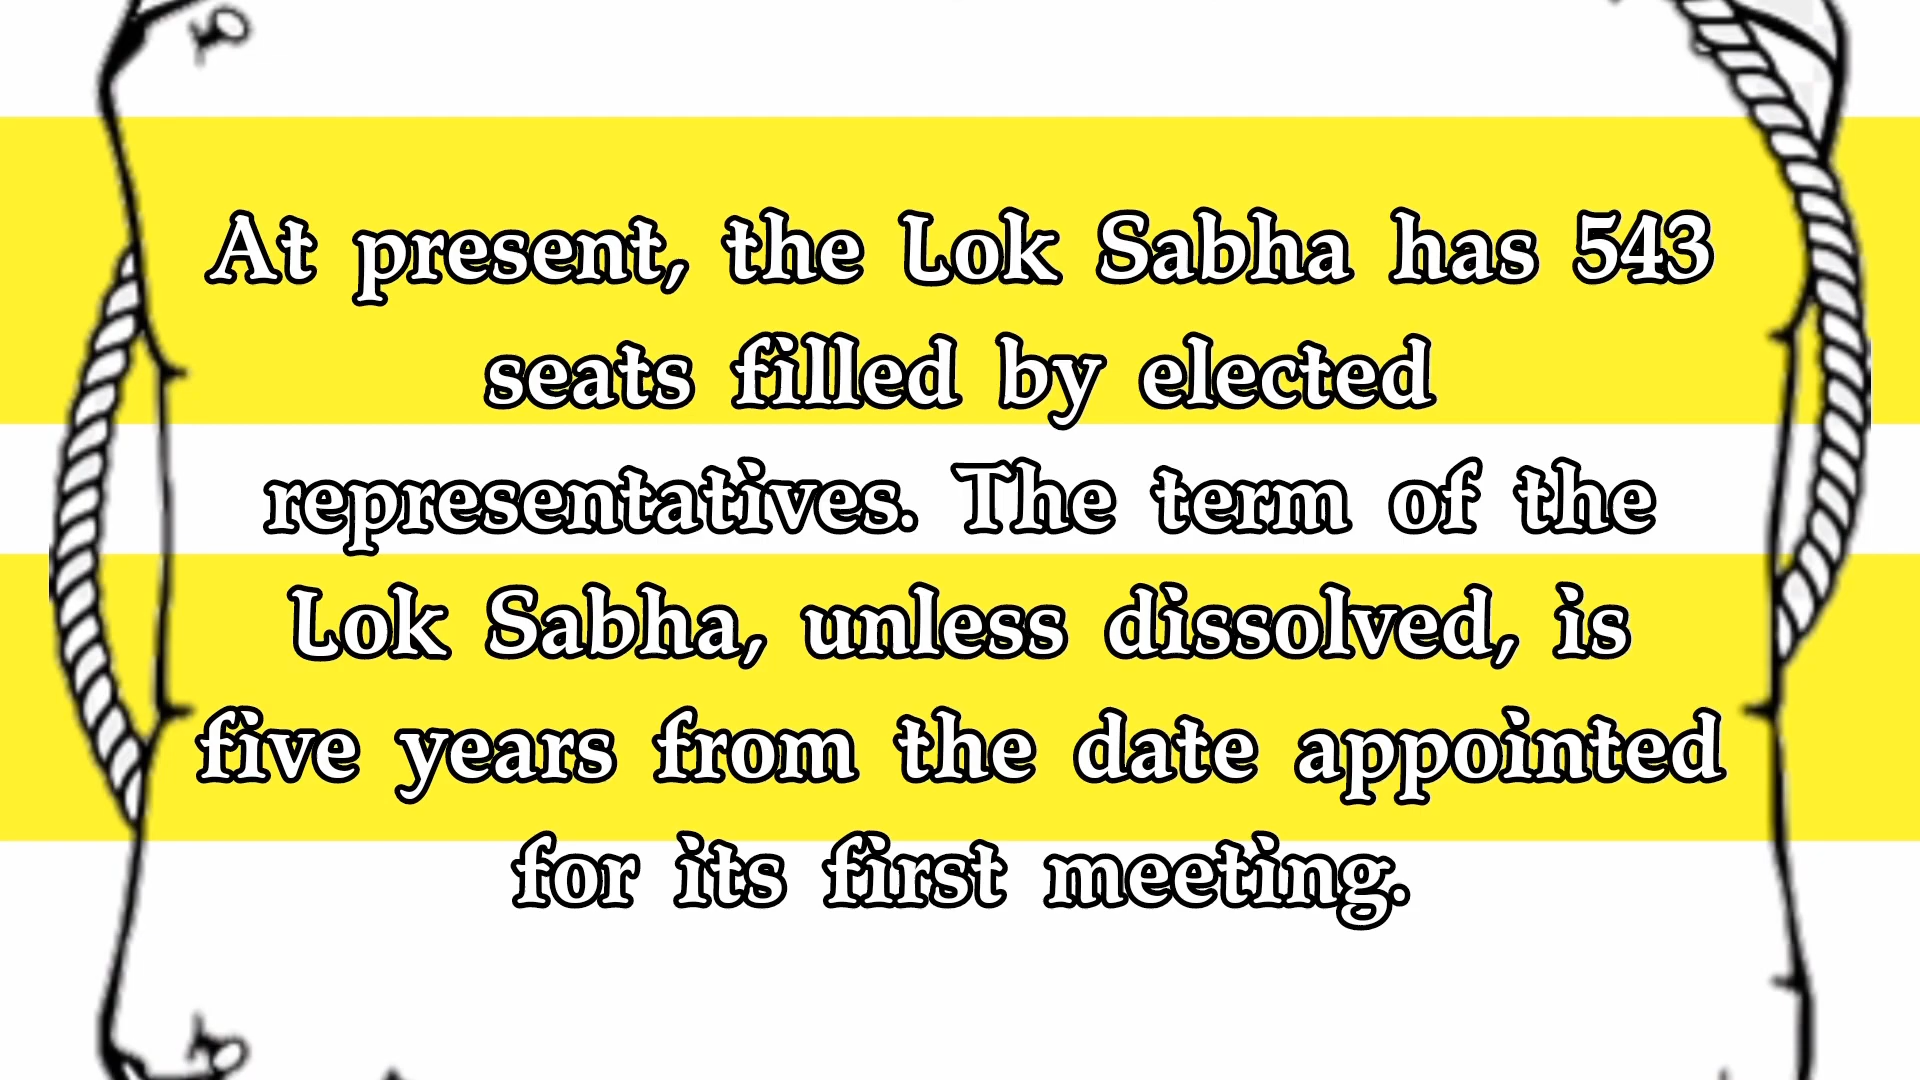 At present, the Lok Sabha has 543
seats filled by elected
representatives. The term of the
Lok Sabha, unless dissolved, is
five years from the date appointed
for its first meeting.